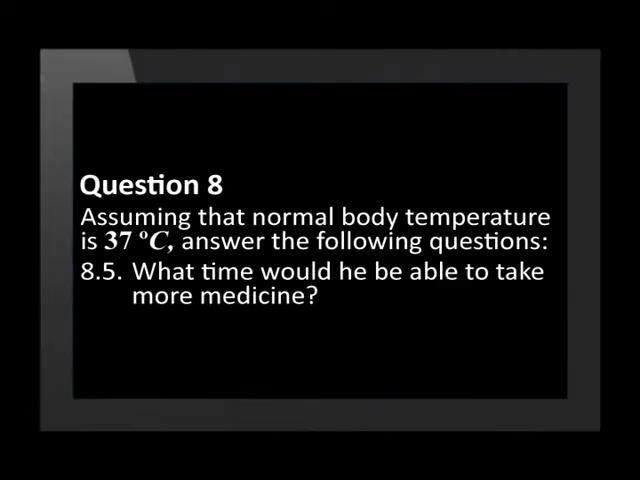 Question 8
Assuming that normal body temperature
is 37 °C, answer the following questions:
8.5. What time would he be able to take
more medicine?